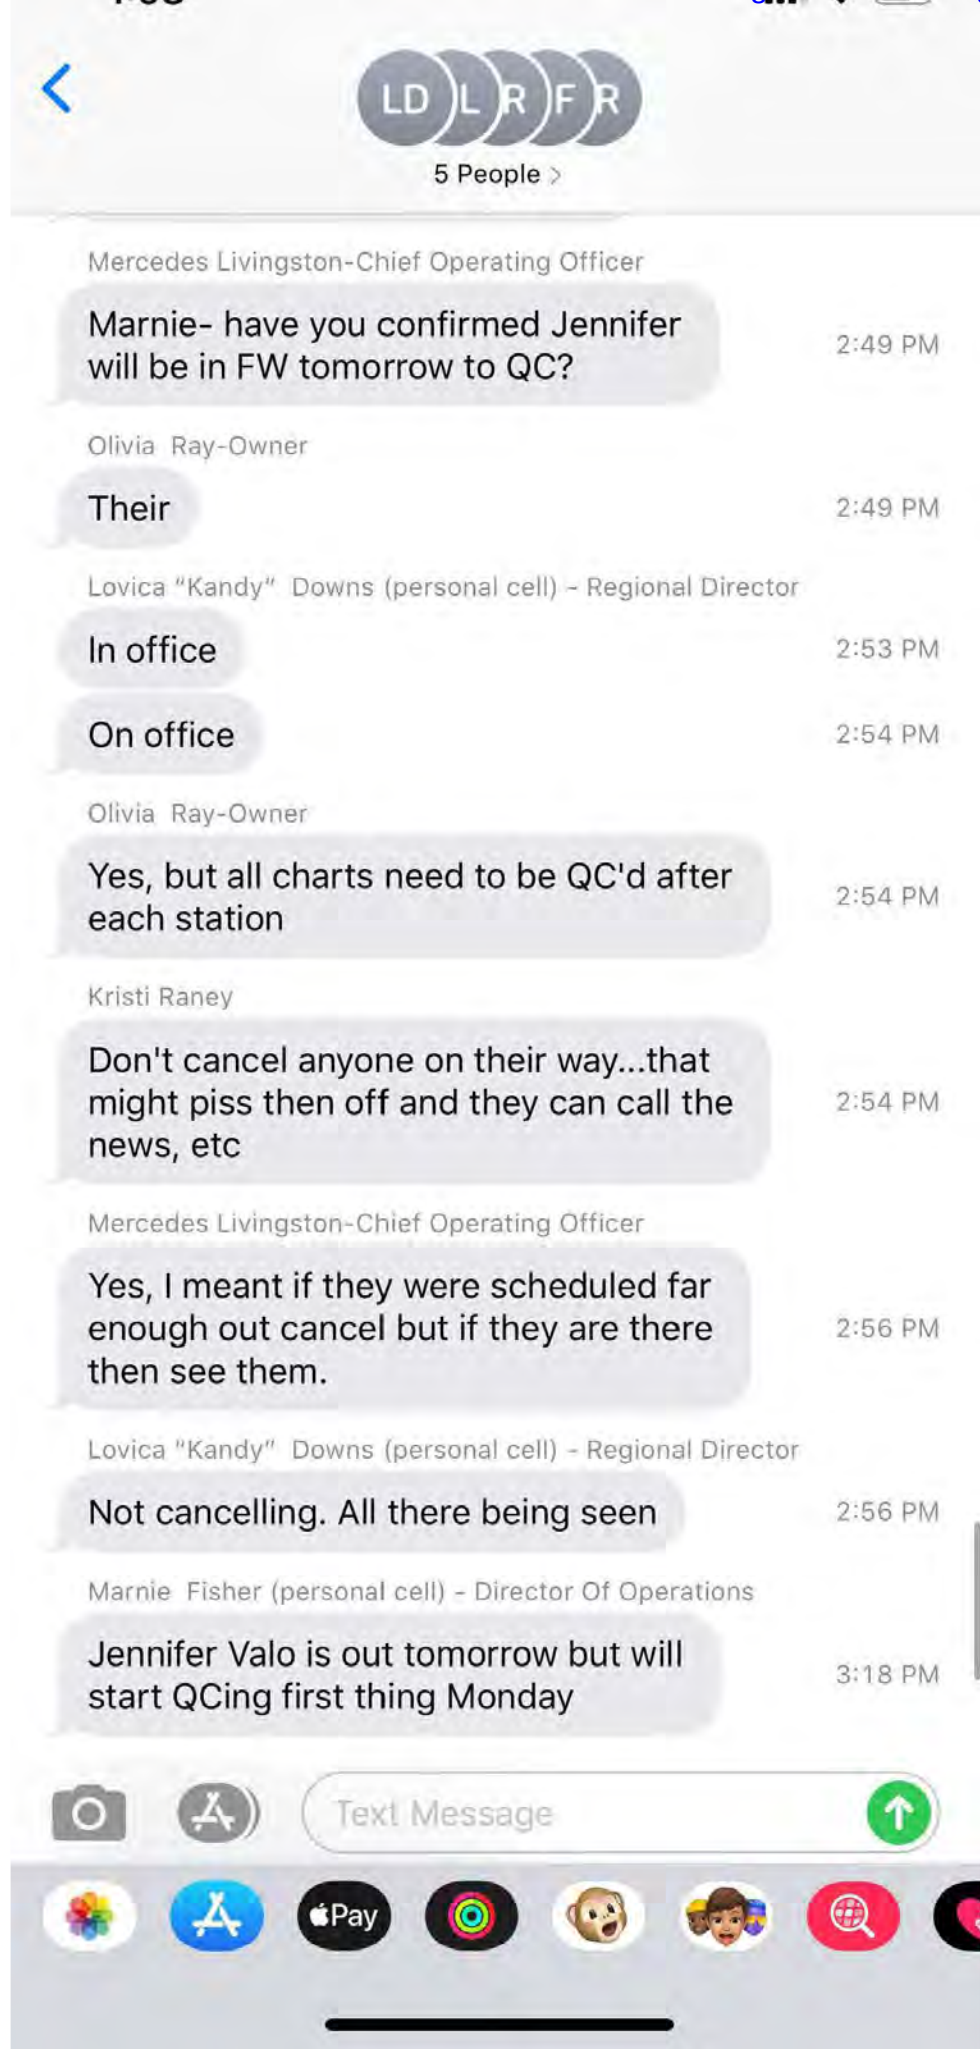 LD L R F R
5 People >
Mercedes Livingston-Chief Operating Officer
Marnie- have you confirmed Jennifer
will be in FW tomorrow to QC?
2:49 PM
Olivia Ray-Owner
Their
2:49 PM
Lovica “Kandy” Downs (personal cell) - Regional Director
In office
2:53 PM
On office
2:54 PM
Olivia Ray-Owner
Yes, but all charts need to be QC'd after
each station
2:54 PM
Kristi Raney
Don't cancel anyone on their way...that
might piss then off and they can call the
news, etc
2:54 PM
Mercedes Livingston-Chief Operating Officer
Yes, I meant if they were scheduled far
enough out cancel but if they are there
then see them.
2:56 PM
Lovica “Kandy” Downs (personal cell) - Regional Director
Not cancelling. All there being seen
2:56 PM
Marnie Fisher (personal cell) - Director Of Operations
Jennifer Valo is out tomorrow but will
start QCing first thing Monday
3:18 PM
Text Message
Pay